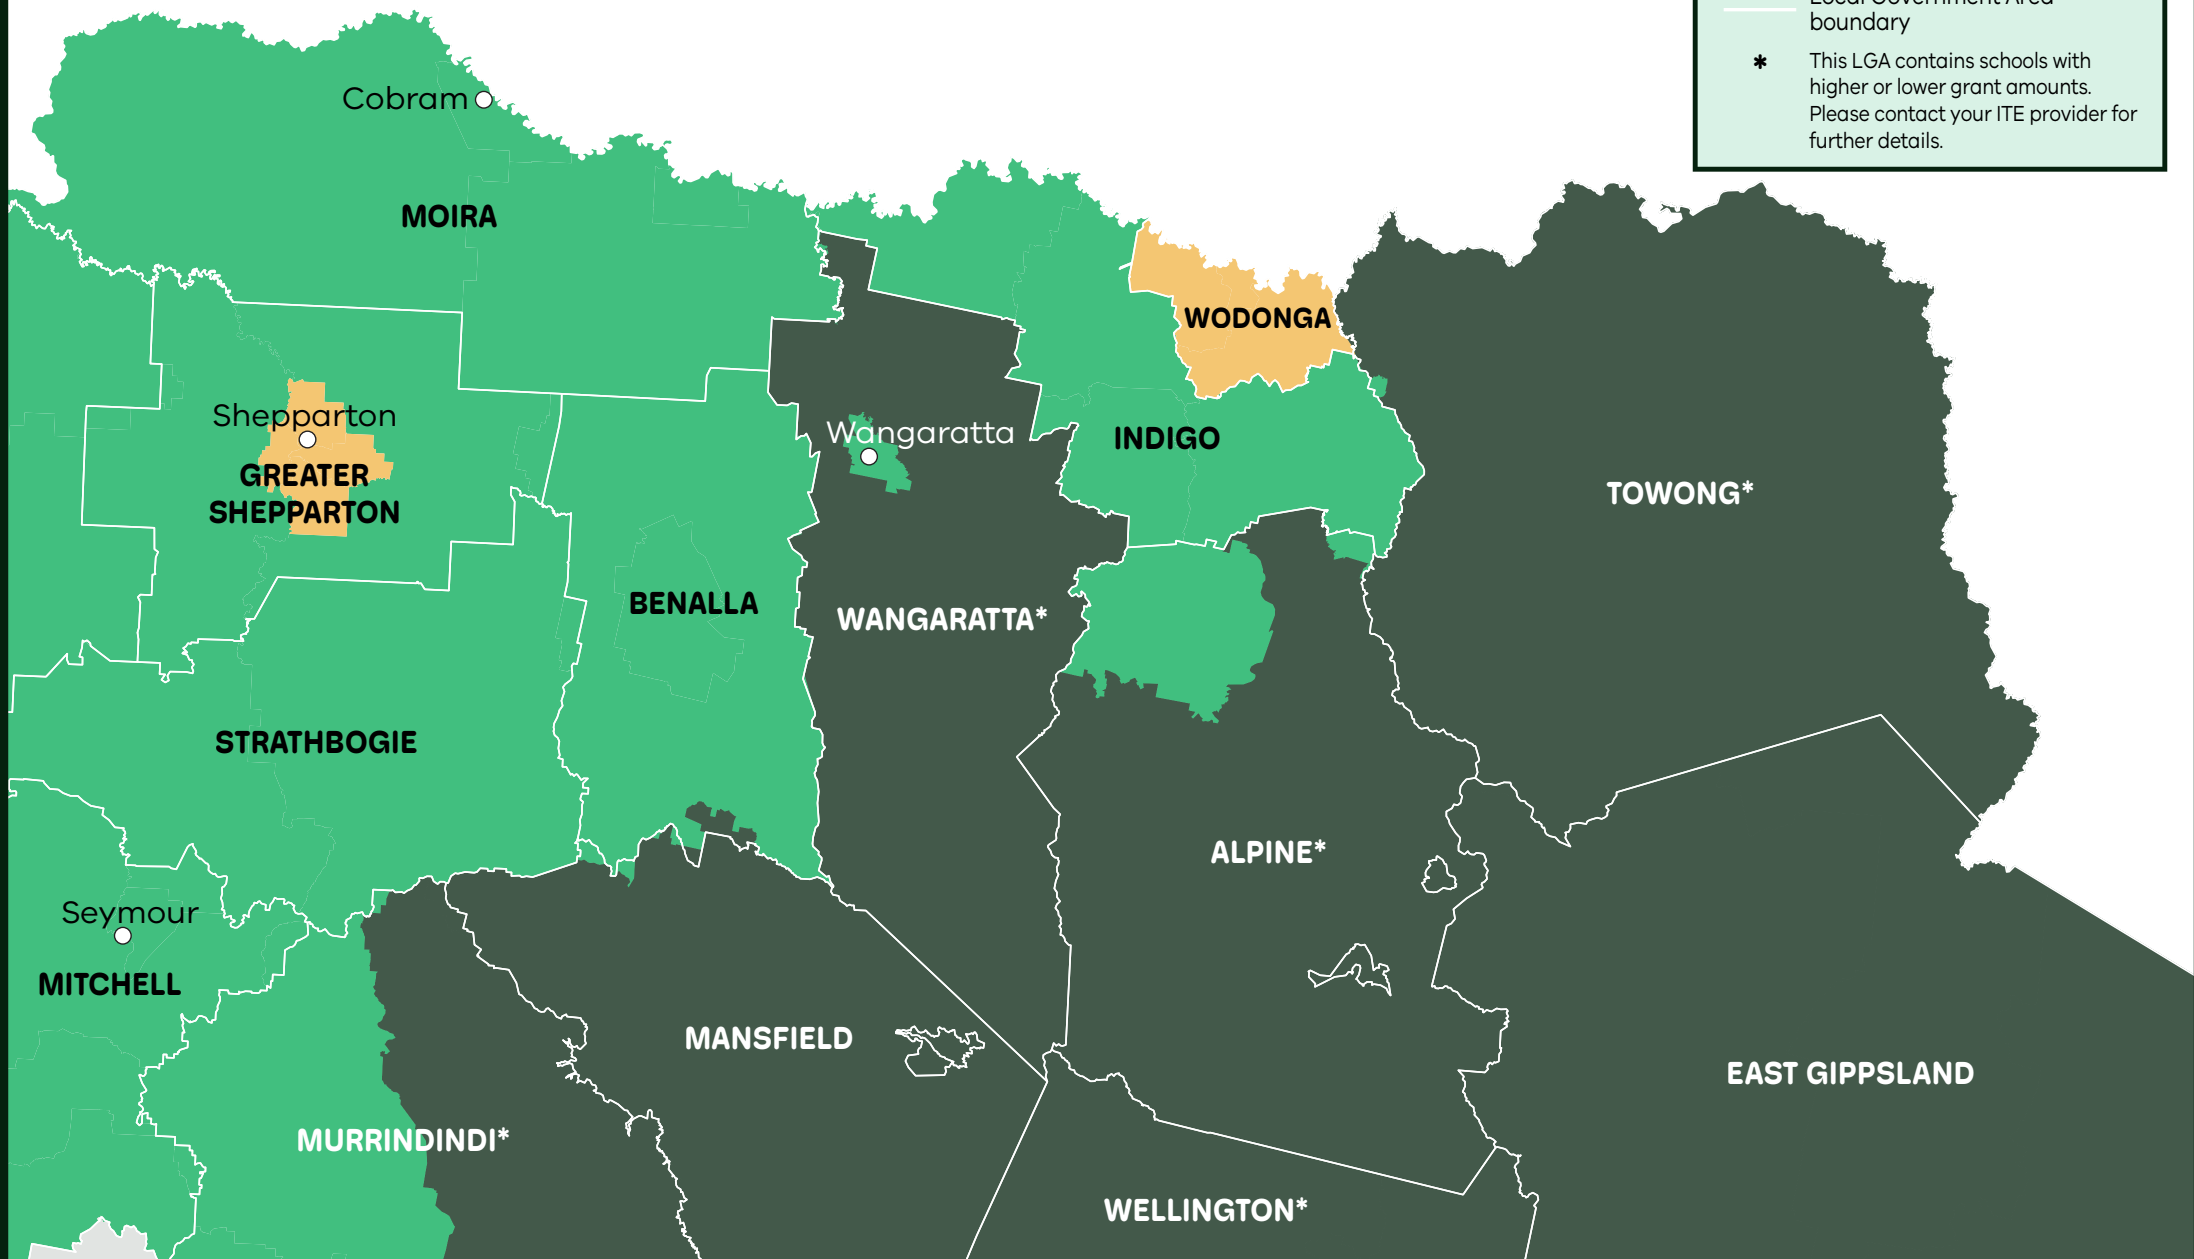 boundary
* This LGA contains schools with
higher or lower grant amounts.
Please contact your ITE provider for
further details.
Cobram
MOIRA
WODONGA
Shepparton
GREATER
SHEPPARTON
Wangaratta
INDIGO
TOWONG*
BENALLA
WANGARATTA*
STRATHBOGIE
ALPINE*
Seymour
MITCHELL
MANSFIELD
EAST GIPPSLAND
MURRINDINDI*
WELLINGTON*